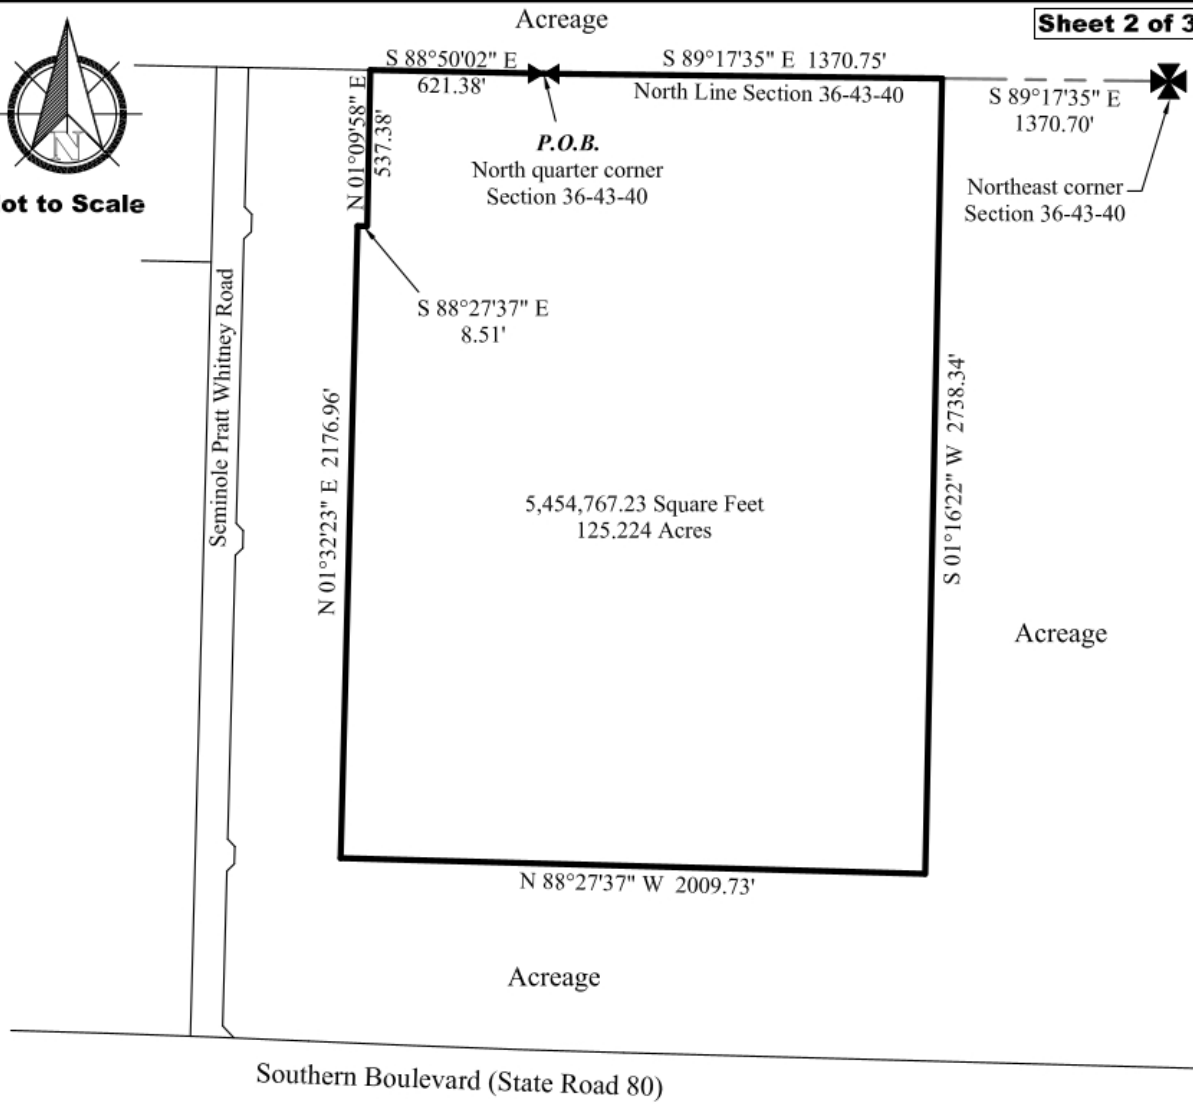 Acreage
Sheet 2 of 3
S 88°50'02" E
621.38'
S 89°17'35" E 1370.75'
North Line Section 36-43-40
S 89°17'35" E
1370.70'
N 01°09'58" E
537.38'
P.O.B.
North quarter corner
Section 36-43-40
Northeast corner
Section 36-43-40
N
ot to Scale
S 88°27'37" E
8.51'
Seminole Pratt Whitney Road
N 01°32'23" E 2176.96'
S 01°16'22" W 2738.34'
5,454,767.23 Square Feet
125.224 Acres
Acreage
N 88°27'37" W 2009.73'
Acreage
Southern Boulevard (State Road 80)